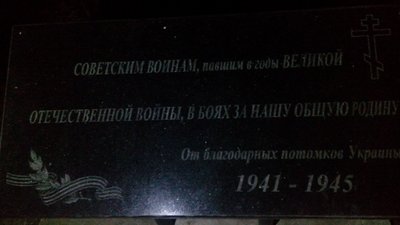 СОВЕТСКИМ ВОИНАМ, павшим в годы ВЕЛИКОЙ
ОТЕЧЕСТВЕННОЙ ВОЙНЫ, В БОЯХ ЗА НАШУ ОБЩУЮ РОДИНУ
От благодарных потомков Украины
1941 - 1945